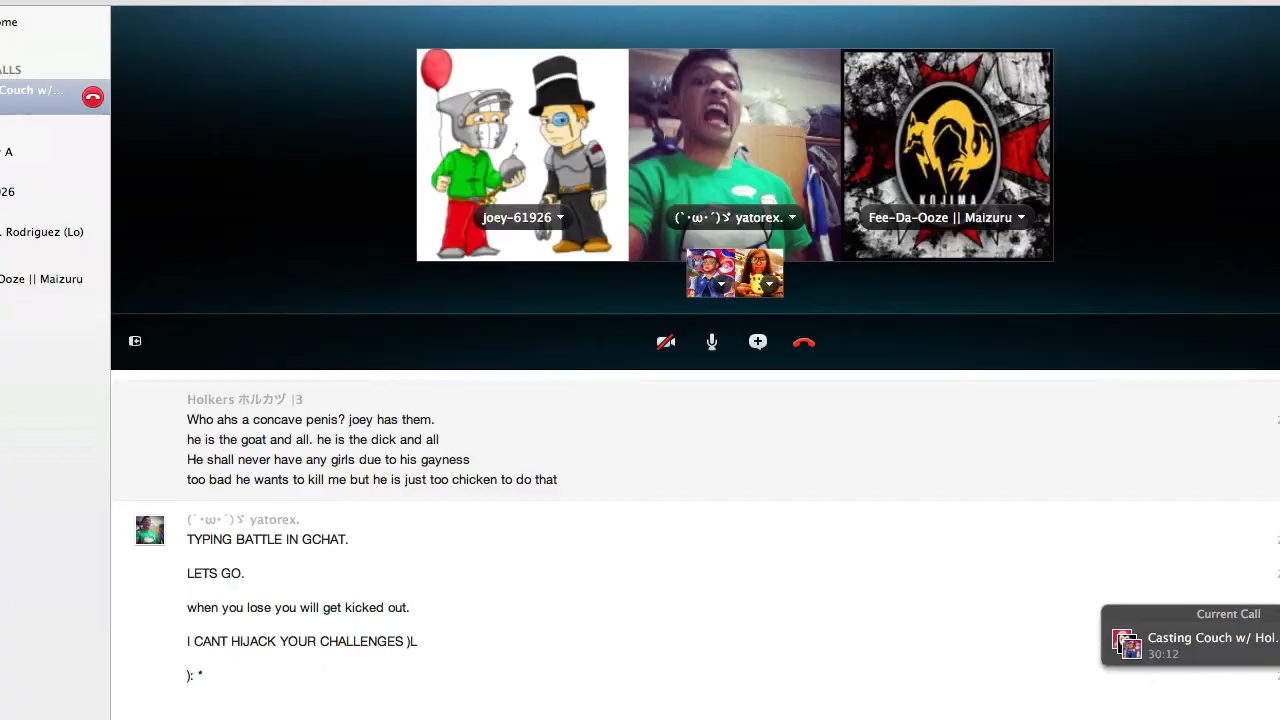 ome
ALLS
Couch w/...
r A
926
. Rodriguez (Lo)
Ooze || Maizuru
joey-61926
(`･ω･´)ゞ yatorex.
KOJIMA
Fee-Da-Ooze || Maizuru
Holkers ホルカヅ |3
Who ahs a concave penis? joey has them.
he is the goat and all. he is the dick and all
He shall never have any girls due to his gayness
too bad he wants to kill me but he is just too chicken to do that
(`･ω･´)ゞ yatorex.
TYPING BATTLE IN GCHAT.
LETS GO.
when you lose you will get kicked out.
I CANT HIJACK YOUR CHALLENGES )L
): *
Current Call
Casting Couch w/ Hol...
30:12